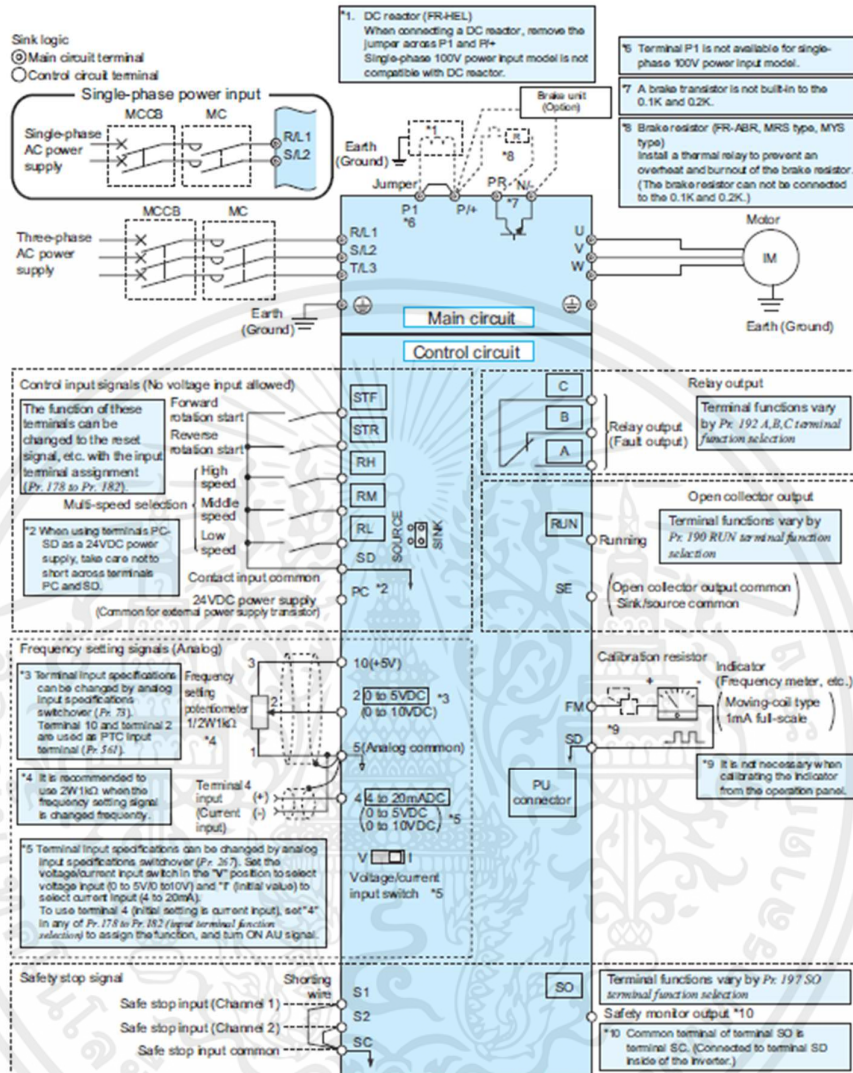 *1. DC reactor (FR-HEL)
When connecting a DC reactor, remove the
jumper across P1 and P/+
Single-phase 100V power input model is not
compatible with DC reactor.
Sink logic
Main circuit terminal
Control circuit terminal
*6 Terminal P1 is not available for single-
phase 100V power input model.
*7 A brake transistor is not built-in to the
0.1K and 0.2K.
*8 Brake resistor (FR-ABR, MRS type, MYS
type)
Install a thermal relay to prevent an
overheat and burnout of the brake resistor.
(The brake resistor can not be connected
to the 0.1K and 0.2K.)
Single-phase power input
MCCB MC
Single-phase
AC power
supply
R/L1
S/L2
Brake unit
(Option)
Earth
(Ground)
*1
R
*8
Jumper
P1
*6
P/+
PR
N/-
*7
MCCB MC
Three-phase
AC power
supply
R/L1
S/L2
T/L3
U
V
W
Motor
IM
Earth
(Ground)
Earth (Ground)
Main circuit
Control circuit
Control input signals (No voltage input allowed)
The function of these
terminals can be
changed to the reset
signal, etc. with the input
terminal assignment
(Pr. 178 to Pr. 182).
Forward
rotation start
Reverse
rotation start
High
speed
Multi-speed selection
Middle
speed
Low
speed
STF
STR
RH
RM
RL
SD
SOURCE
SINK
*2 When using terminals PC-
SD as a 24VDC power
supply, take care not to
short across terminals
PC and SD.
Contact input common
24VDC power supply
(Common for external power supply transistor)
PC *2
C
B
A
Relay output
Relay output
(Fault output)
Terminal functions vary
by Pr. 192 A,B,C terminal
function selection
Open collector output
RUN
Running
Terminal functions vary by
Pr. 190 RUN terminal function
selection
SE
Open collector output common
Sink/source common
Frequency setting signals (Analog)
*3 Terminal input specifications
can be changed by analog
input specifications
switchover (Pr. 73).
Terminal 10 and terminal 2
are used as PTC input
terminal (Pr. 561).
Frequency
setting
potentiometer
1/2W1kΩ
*4
3
2
1
10(+5V)
2 0 to 5VDC *3
(0 to 10VDC)
5(Analog common)
*4 It is recommended to
use 2W1kΩ when the
frequency setting signal
is changed frequently.
Terminal 4
input
(Current
input)
(+)
(-)
4 4 to 20mADC
0 to 5VDC
0 to 10VDC *5
*5 Terminal input specifications can be changed by analog
input specifications switchover (Pr. 267). Set the
voltage/current input switch in the "V" position to select
voltage input (0 to 5V/0 to10V) and "I" (initial value) to
select current input (4 to 20mA).
To use terminal 4 (initial setting is current input), set "4"
in any of Pr.178 to Pr.182 (input terminal function
selection) to assign the function, and turn ON AU signal.
V I
Voltage/current
input switch *5
Calibration resistor
+ -
Indicator
(Frequency meter, etc.)
Moving-coil type
1mA full-scale
FM
SD
*9
*9 It is not necessary when
calibrating the indicator
from the operation panel.
PU
connector
Safety stop signal
Shorting
wire
Safe stop input (Channel 1)
Safe stop input (Channel 2)
Safe stop input common
S1
S2
SC
SO
Terminal functions vary by Pr. 197 SO
terminal function selection
Safety monitor output *10
*10 Common terminal of terminal SO is
terminal SC. (Connected to terminal SD
inside of the inverter.)